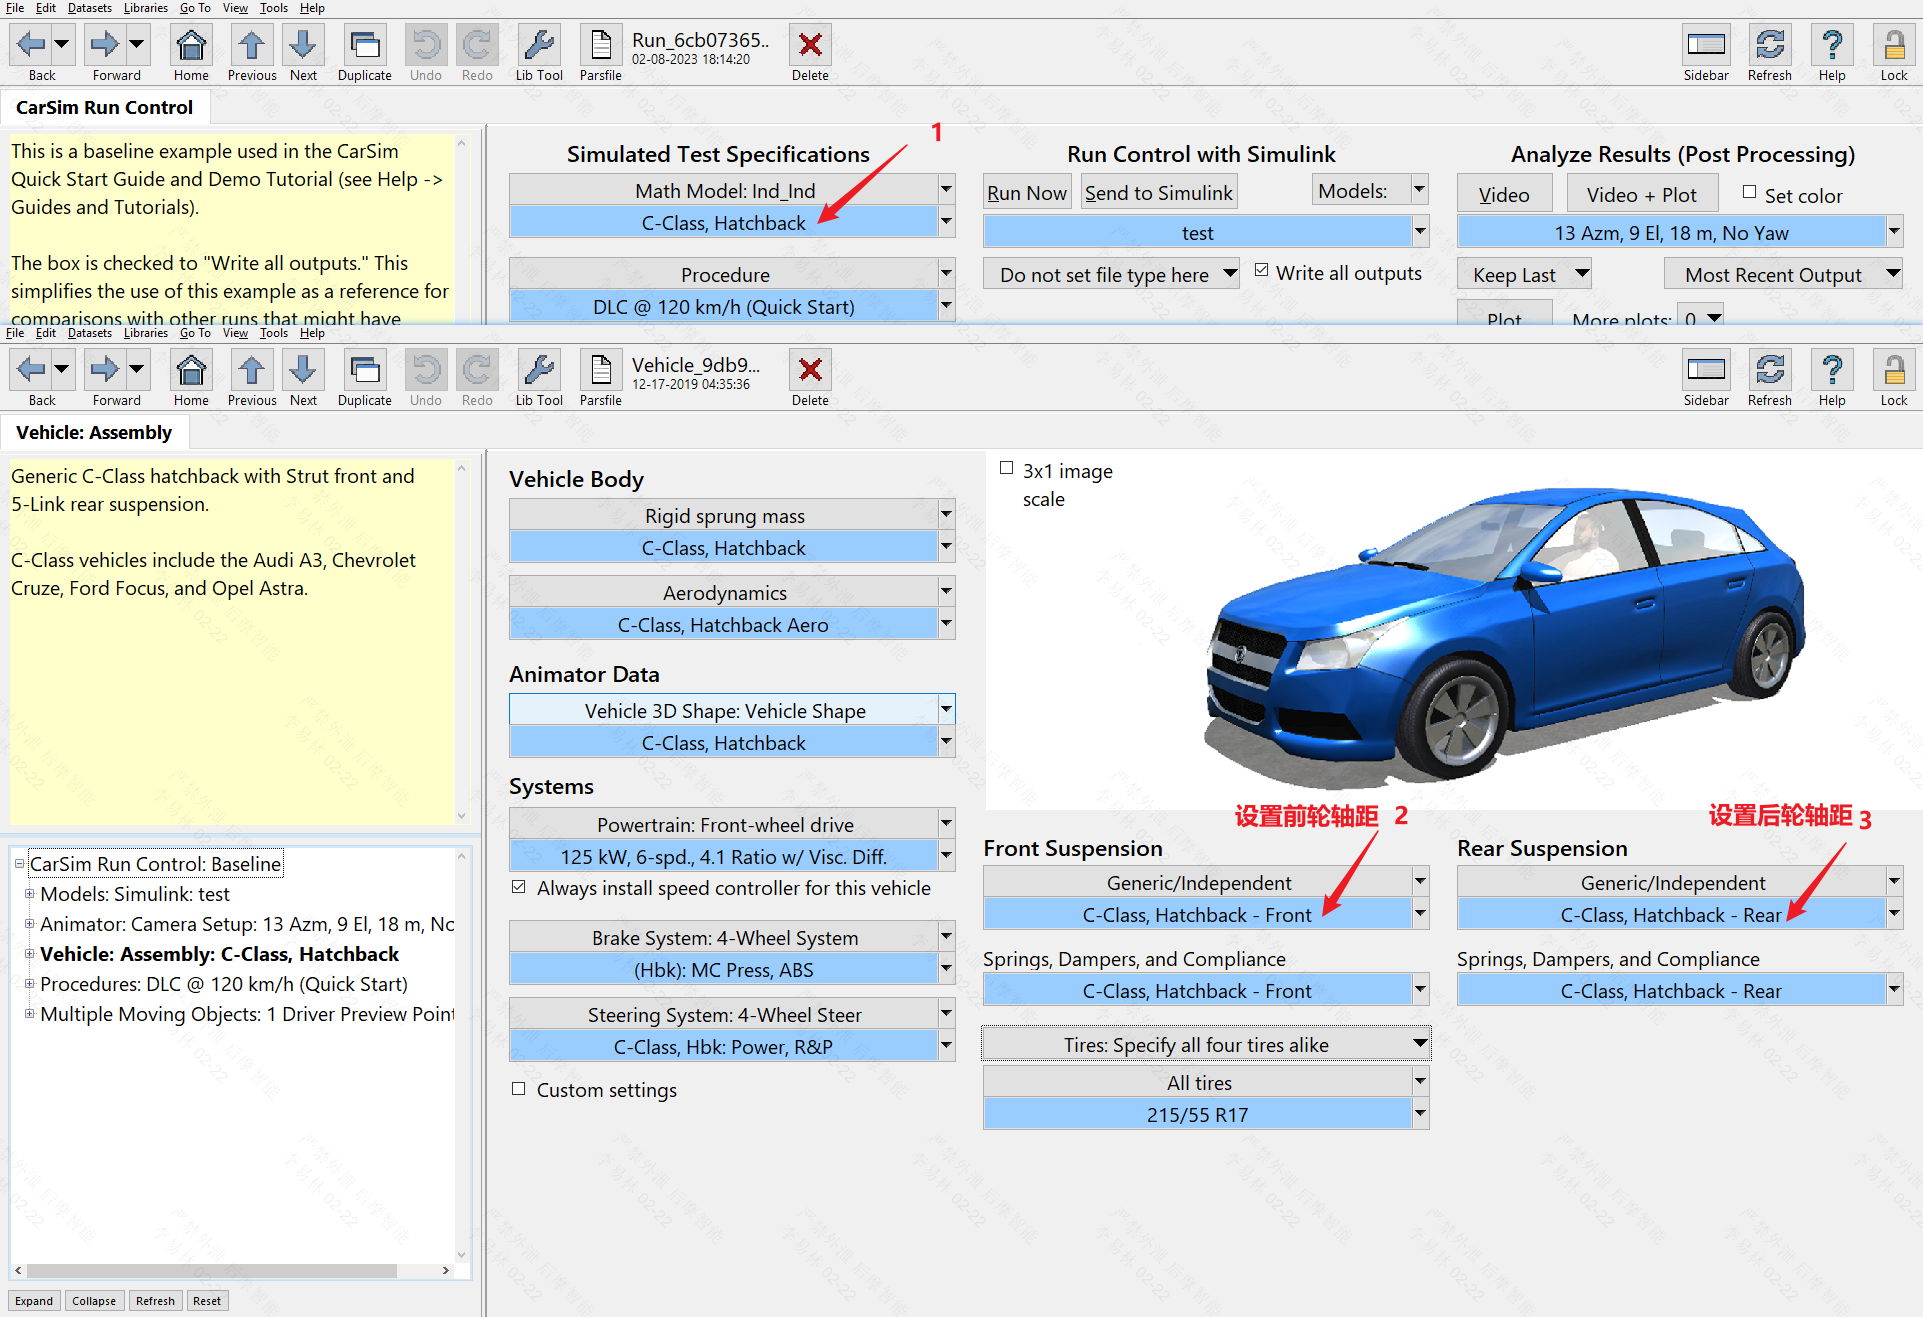 File Edit Datasets Libraries Go To View Tools Help
Back Forward Home Previous Next Duplicate Undo Redo Lib Tool Parsfile Run_6cb07365.. 02-08-2023 18:14:20 Delete Sidebar Refresh Help Lock
CarSim Run Control
This is a baseline example used in the CarSim
Quick Start Guide and Demo Tutorial (see Help ->
Guides and Tutorials).
The box is checked to "Write all outputs." This
simplifies the use of this example as a reference for
comparisons with other runs that might have
1
Simulated Test Specifications
Math Model: Ind_Ind
C-Class, Hatchback
Procedure
DLC @ 120 km/h (Quick Start)
Run Control with Simulink
Run Now Send to Simulink Models:
test
Do not set file type here Write all outputs
Analyze Results (Post Processing)
Video Video + Plot Set color
13 Azm, 9 El, 18 m, No Yaw
Keep Last Most Recent Output
Plot More plots: 0
File Edit Datasets Libraries Go To View Tools Help
Back Forward Home Previous Next Duplicate Undo Redo Lib Tool Parsfile Vehicle_9db9... 12-17-2019 04:35:36 Delete Sidebar Refresh Help Lock
Vehicle: Assembly
Generic C-Class hatchback with Strut front and
5-Link rear suspension.
C-Class vehicles include the Audi A3, Chevrolet
Cruze, Ford Focus, and Opel Astra.
CarSim Run Control: Baseline
Models: Simulink: test
Animator: Camera Setup: 13 Azm, 9 El, 18 m, Nc
Vehicle: Assembly: C-Class, Hatchback
Procedures: DLC @ 120 km/h (Quick Start)
Multiple Moving Objects: 1 Driver Preview Point
Expand Collapse Refresh Reset
Vehicle Body
Rigid sprung mass
C-Class, Hatchback
Aerodynamics
C-Class, Hatchback Aero
Animator Data
Vehicle 3D Shape: Vehicle Shape
C-Class, Hatchback
Systems
Powertrain: Front-wheel drive
125 kW, 6-spd., 4.1 Ratio w/ Visc. Diff.
Always install speed controller for this vehicle
Brake System: 4-Wheel System
(Hbk): MC Press, ABS
Steering System: 4-Wheel Steer
C-Class, Hbk: Power, R&P
Custom settings
3x1 image
scale
设置前轮轴距 2
Front Suspension
Generic/Independent
C-Class, Hatchback - Front
Springs, Dampers, and Compliance
C-Class, Hatchback - Front
Tires: Specify all four tires alike
All tires
215/55 R17
设置后轮轴距 3
Rear Suspension
Generic/Independent
C-Class, Hatchback - Rear
Springs, Dampers, and Compliance
C-Class, Hatchback - Rear
严禁外泄 后摩智能
李易林 02-22